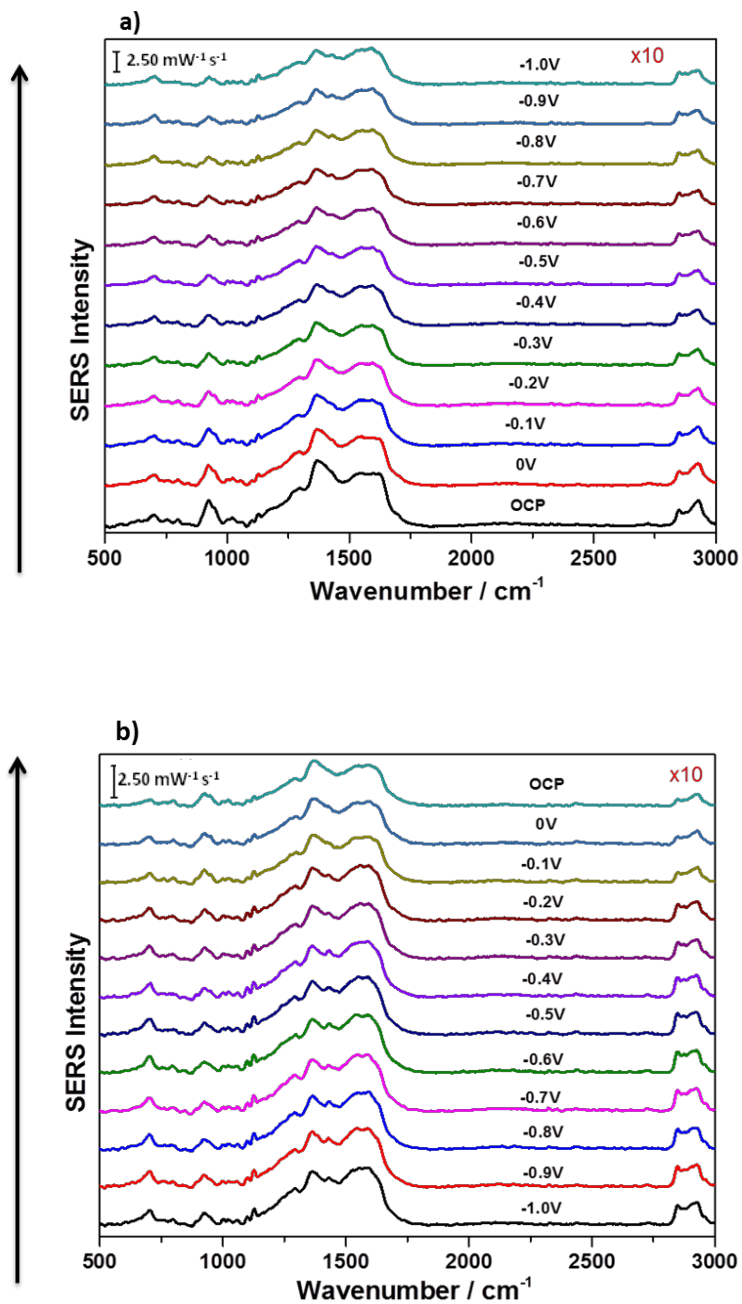 a)
2.50 mW⁻¹ s⁻¹
x10
-1.0V
-0.9V
-0.8V
-0.7V
-0.6V
-0.5V
-0.4V
-0.3V
-0.2V
-0.1V
0V
OCP
SERS Intensity
500 1000 1500 2000 2500 3000
Wavenumber / cm⁻¹
b)
2.50 mW⁻¹ s⁻¹
x10
OCP
0V
-0.1V
-0.2V
-0.3V
-0.4V
-0.5V
-0.6V
-0.7V
-0.8V
-0.9V
-1.0V
SERS Intensity
500 1000 1500 2000 2500 3000
Wavenumber / cm⁻¹